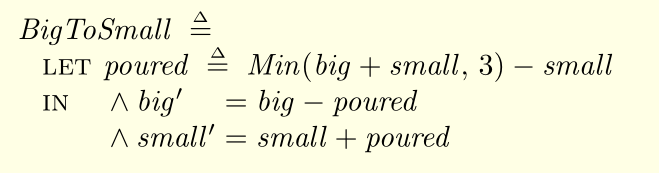 BigToSmall ≜
LET poured ≜ Min(big + small, 3) − small
IN ∧ big′ = big − poured
∧ small′ = small + poured